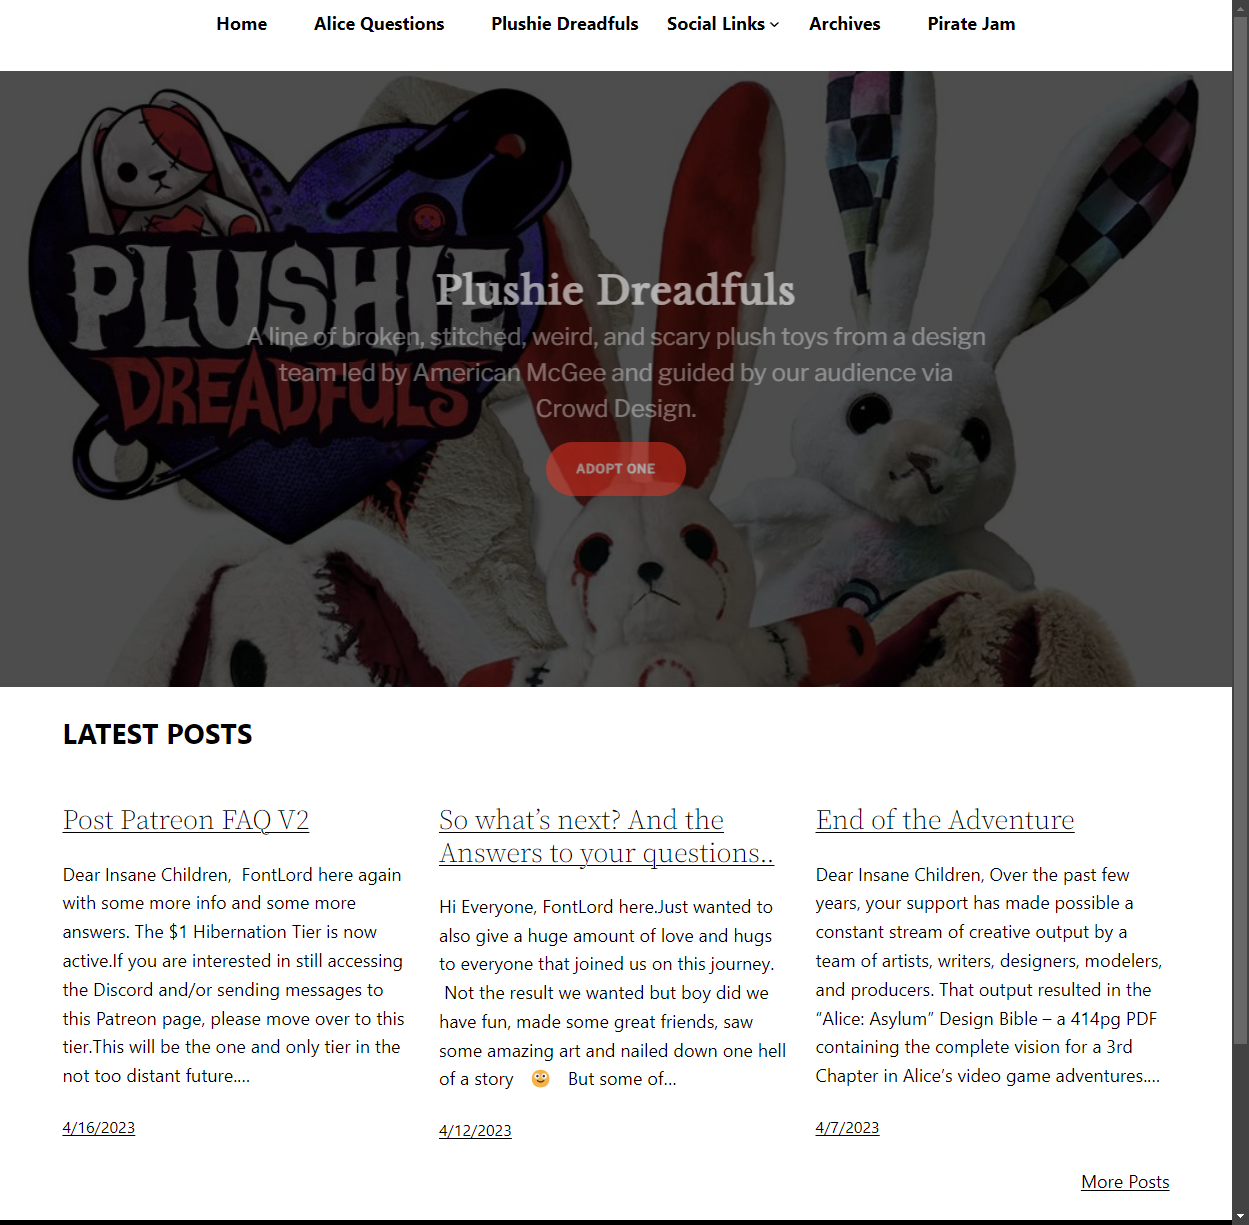 Home Alice Questions Plushie Dreadfuls Social Links Archives Pirate Jam
PLUSHIE
DREADFULS
Plushie Dreadfuls
A line of broken, stitched, weird, and scary plush toys from a design
team led by American McGee and guided by our audience via
Crowd Design.
ADOPT ONE
LATEST POSTS
Post Patreon FAQ V2
Dear Insane Children,  FontLord here again
with some more info and some more
answers. The $1 Hibernation Tier is now
active.If you are interested in still accessing
the Discord and/or sending messages to
this Patreon page, please move over to this
tier.This will be the one and only tier in the
not too distant future....
4/16/2023
So what’s next? And the
Answers to your questions..
Hi Everyone, FontLord here.Just wanted to
also give a huge amount of love and hugs
to everyone that joined us on this journey.
Not the result we wanted but boy did we
have fun, made some great friends, saw
some amazing art and nailed down one hell
of a story 🙂 But some of...
4/12/2023
End of the Adventure
Dear Insane Children, Over the past few
years, your support has made possible a
constant stream of creative output by a
team of artists, writers, designers, modelers,
and producers. That output resulted in the
“Alice: Asylum” Design Bible – a 414pg PDF
containing the complete vision for a 3rd
Chapter in Alice’s video game adventures....
4/7/2023
More Posts